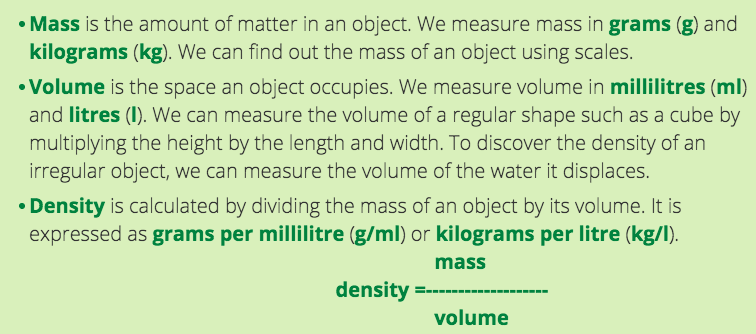 • Mass is the amount of matter in an object. We measure mass in grams (g) and
kilograms (kg). We can find out the mass of an object using scales.
• Volume is the space an object occupies. We measure volume in millilitres (ml)
and litres (l). We can measure the volume of a regular shape such as a cube by
multiplying the height by the length and width. To discover the density of an
irregular object, we can measure the volume of the water it displaces.
• Density is calculated by dividing the mass of an object by its volume. It is
expressed as grams per millilitre (g/ml) or kilograms per litre (kg/l).
mass
density =-------------------
volume